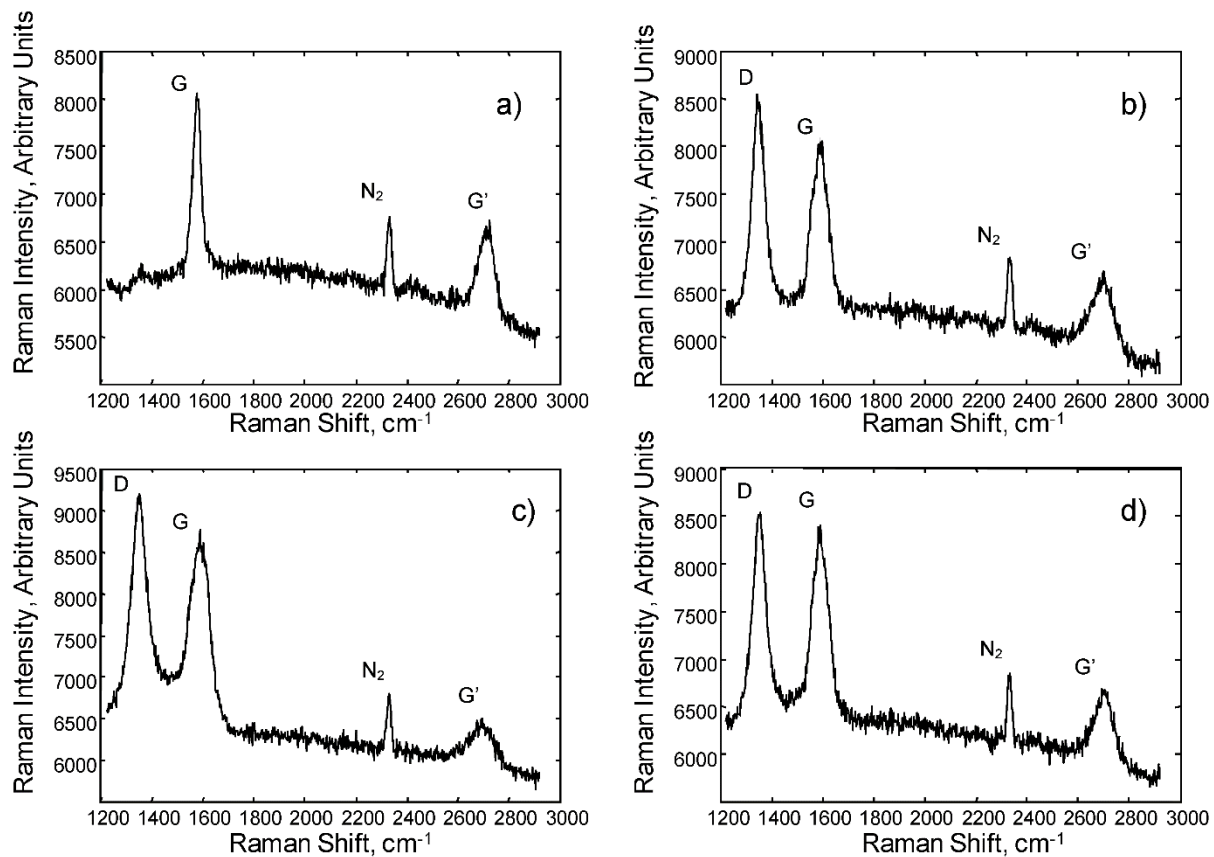 Raman Intensity, Arbitrary Units
8500
8000
7500
7000
6500
6000
5500
G
N2
G'
a)
1200 1400 1600 1800 2000 2200 2400 2600 2800 3000
Raman Shift, cm-1
Raman Intensity, Arbitrary Units
9000
8500
8000
7500
7000
6500
6000
D
G
N2
G'
b)
1200 1400 1600 1800 2000 2200 2400 2600 2800 3000
Raman Shift, cm-1
Raman Intensity, Arbitrary Units
9500
9000
8500
8000
7500
7000
6500
6000
D
G
N2
G'
c)
1200 1400 1600 1800 2000 2200 2400 2600 2800 3000
Raman Shift, cm-1
Raman Intensity, Arbitrary Units
9000
8500
8000
7500
7000
6500
6000
D
G
N2
G'
d)
1200 1400 1600 1800 2000 2200 2400 2600 2800 3000
Raman Shift, cm-1